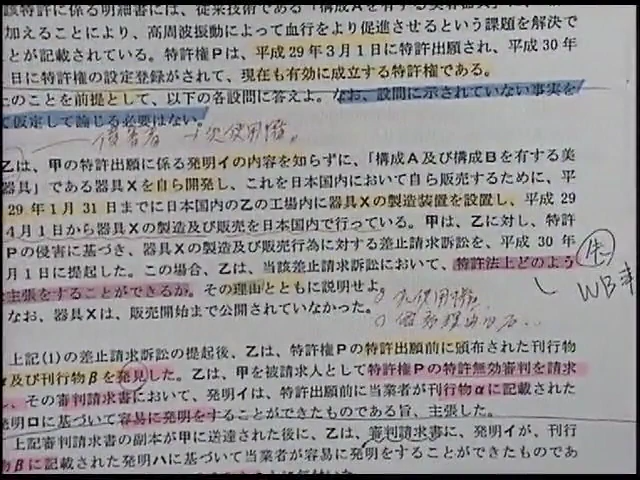 該特許に係る明細書には、従来技術である「構成Aを有する美容器具」に、
加えることにより、高周波振動によって血行をより促進させるという課題を解決で
とが記載されている。特許権Pは、平成29年3月1日に特許出願され、平成30年
日に特許権の設定登録がされて、現在も有効に成立する特許権である。
上のことを前提として、以下の各設問に答えよ。なお、設問に示されていない事実を
て仮定して論じる必要はない。
乙は、甲の特許出願に係る発明イの内容を知らずに、「構成A及び構成Bを有する美
器具」である器具Xを自ら開発し、これを日本国内において自ら販売するために、平
29年1月31日までに日本国内の乙の工場内に器具Xの製造装置を設置し、平成29
4月1日から器具Xの製造及び販売を日本国内で行っている。甲は、乙に対し、特許
Pの侵害に基づき、器具Xの製造及び販売行為に対する差止請求訴訟を、平成30年
月1日に提起した。この場合、乙は、当該差止請求訴訟において、特許法上どのよう
主張をすることができるか。その理由とともに説明せよ。
なお、器具Xは、販売開始まで公開されていなかった。
WB
上記(1)の差止請求訴訟の提起後、乙は、特許権Pの特許出願前に頒布された刊行物
α及び刊行物βを発見した。乙は、甲を被請求人として特許権Pの特許無効審判を請求
し、その審判請求書において、発明イは、特許出願前に当業者が刊行物αに記載された
発明ロに基づいて容易に発明をすることができたものである旨、主張した。
上記審判請求書の副本が甲に送達された後に、乙は、審判請求書に、発明イが、刊行
物βに記載された発明ハに基づいて当業者が容易に発明をすることができたものであ